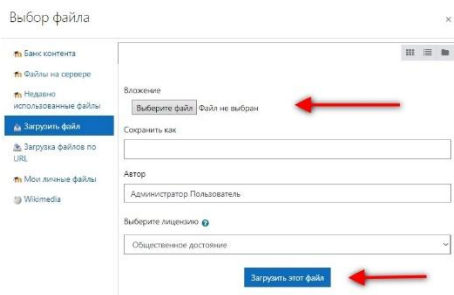 Выбор файла
×
Банк контента
Файлы на сервере
Недавно
использованные файлы
Загрузить файл
Загрузка файлов по
URL
Мои личные файлы
Wikimedia
Вложение
Выберите файл Файл не выбран
Сохранить как
Автор
Администратор Пользователь
Выберите лицензию
Общественное достояние
Загрузить этот файл